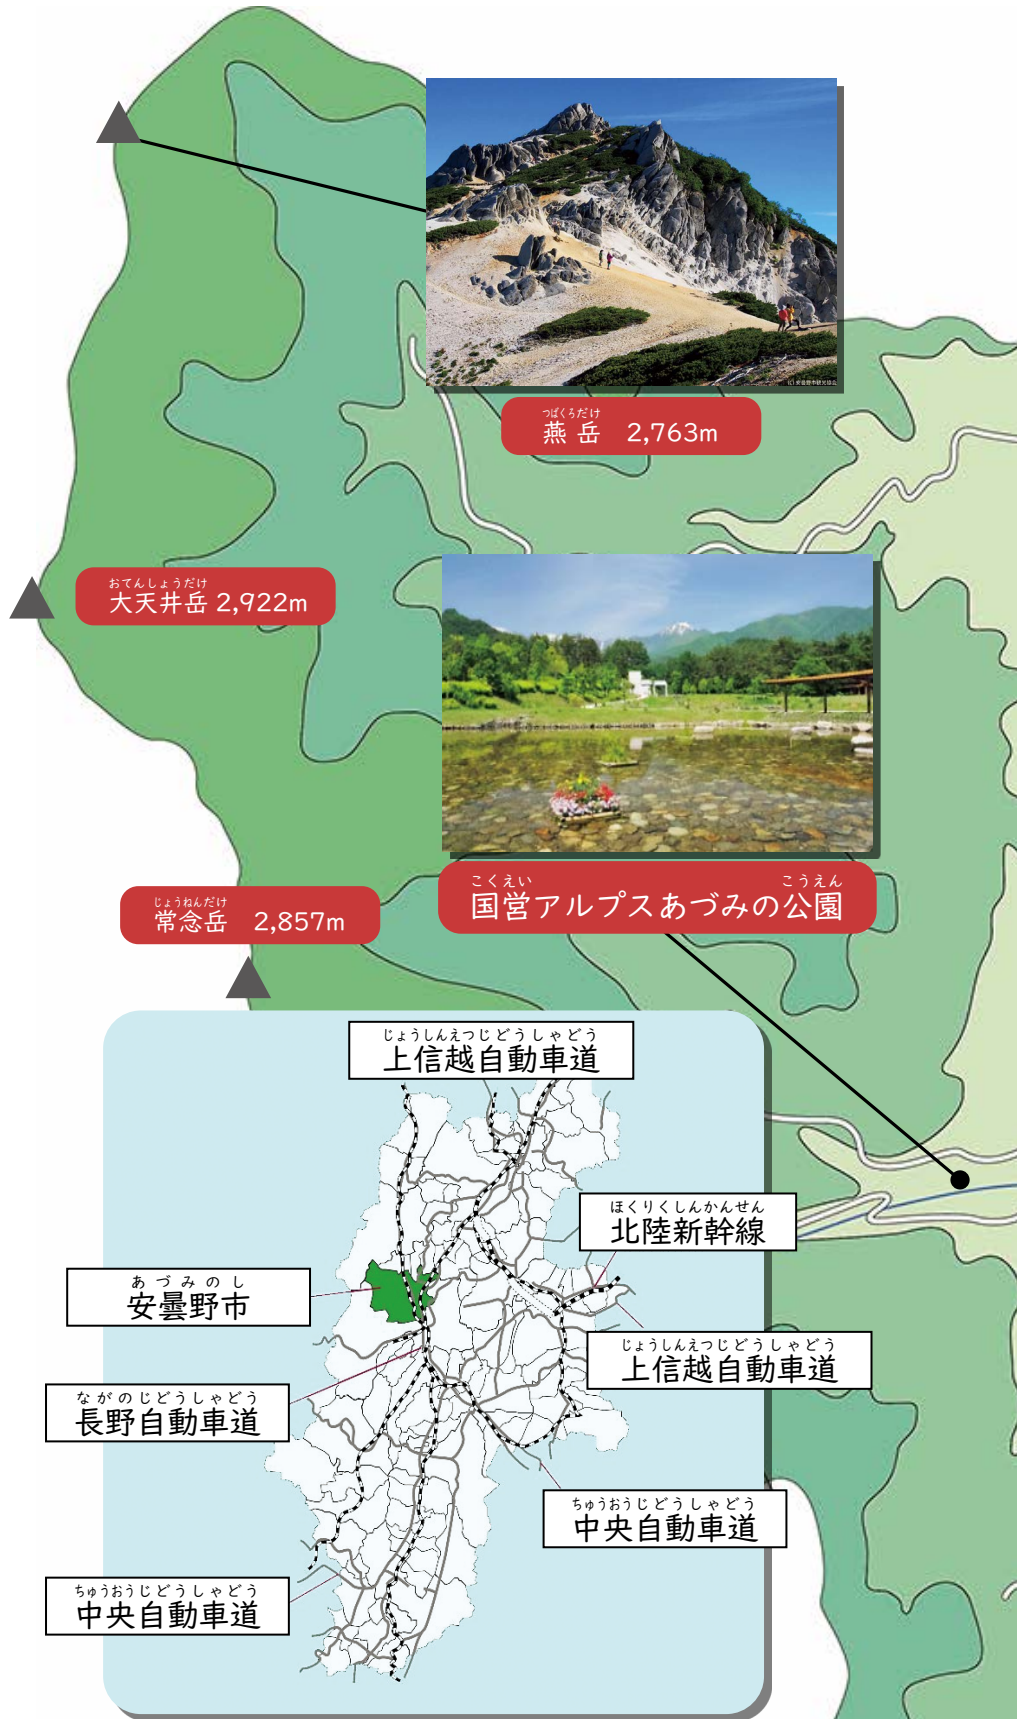 (C) 安曇野市観光協会
つばくろだけ
燕岳 2,763m
おてんしょうだけ
大天井岳 2,922m
こくえい こうえん
国営アルプスあづみの公園
じょうねんだけ
常念岳 2,857m
じょうしんえつじどうしゃどう
上信越自動車道
ほくりくしんかんせん
北陸新幹線
あづみのし
安曇野市
じょうしんえつじどうしゃどう
上信越自動車道
ながのじどうしゃどう
長野自動車道
ちゅうおうじどうしゃどう
中央自動車道
ちゅうおうじどうしゃどう
中央自動車道